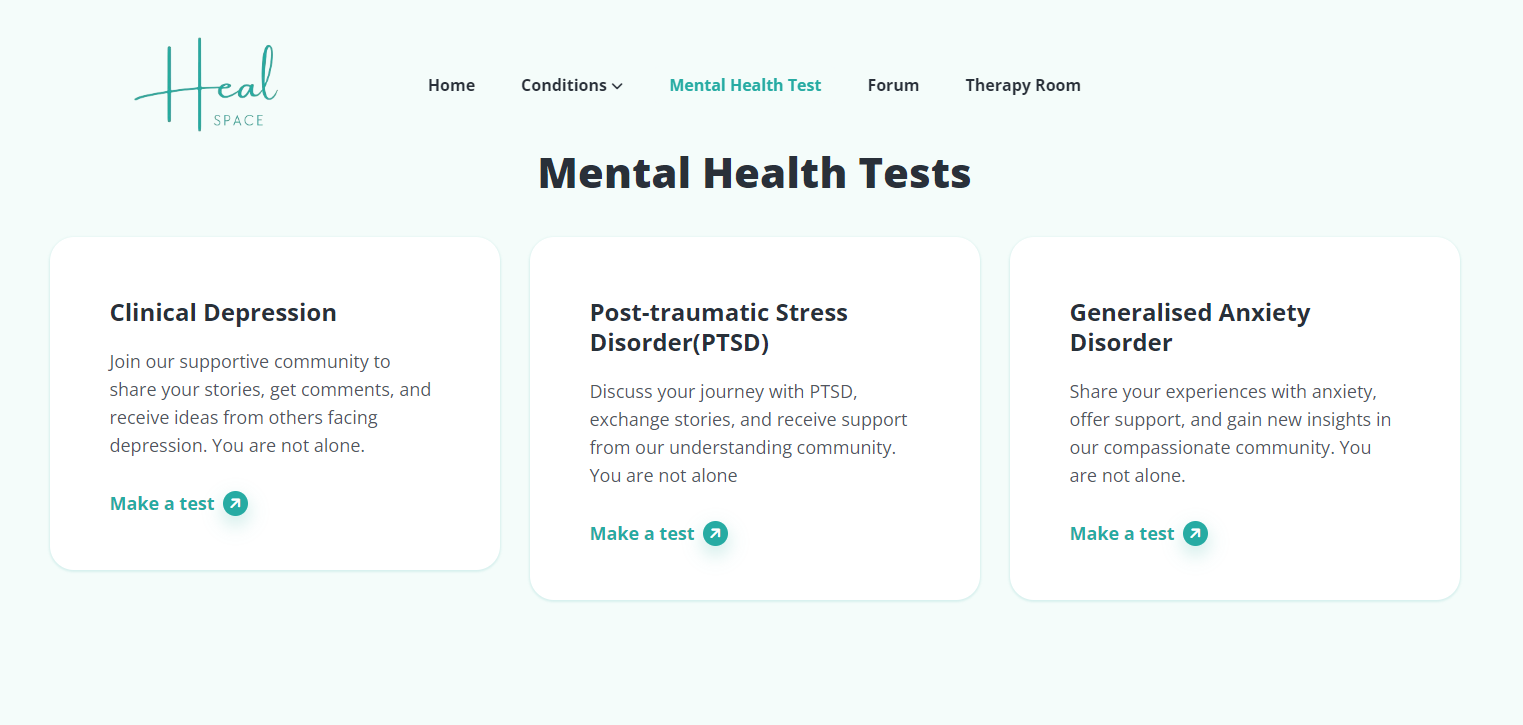 Heal
SPACE
Home Conditions Mental Health Test Forum Therapy Room
Mental Health Tests
Clinical Depression
Join our supportive community to
share your stories, get comments, and
receive ideas from others facing
depression. You are not alone.
Make a test
Post-traumatic Stress
Disorder(PTSD)
Discuss your journey with PTSD,
exchange stories, and receive support
from our understanding community.
You are not alone
Make a test
Generalised Anxiety
Disorder
Share your experiences with anxiety,
offer support, and gain new insights in
our compassionate community. You
are not alone.
Make a test